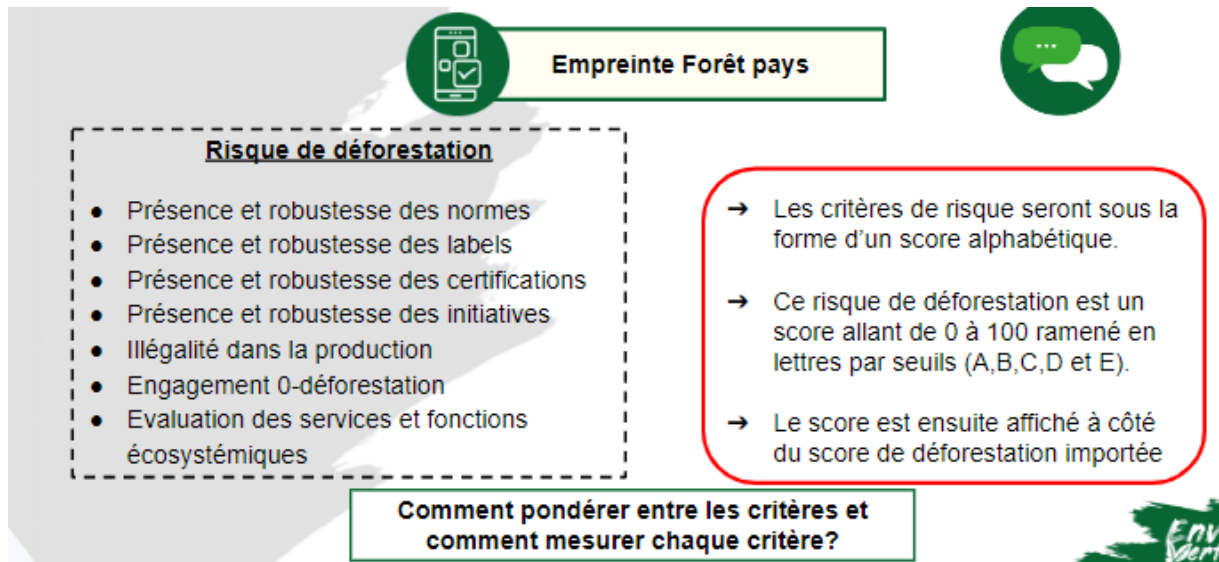 Empreinte Forêt pays
Risque de déforestation
● Présence et robustesse des normes
● Présence et robustesse des labels
● Présence et robustesse des certifications
● Présence et robustesse des initiatives
● Illégalité dans la production
● Engagement 0-déforestation
● Evaluation des services et fonctions
écosystémiques
➔ Les critères de risque seront sous la
forme d'un score alphabétique.
➔ Ce risque de déforestation est un
score allant de 0 à 100 ramené en
lettres par seuils (A,B,C,D et E).
➔ Le score est ensuite affiché à côté
du score de déforestation importée
Comment pondérer entre les critères et
comment mesurer chaque critère?